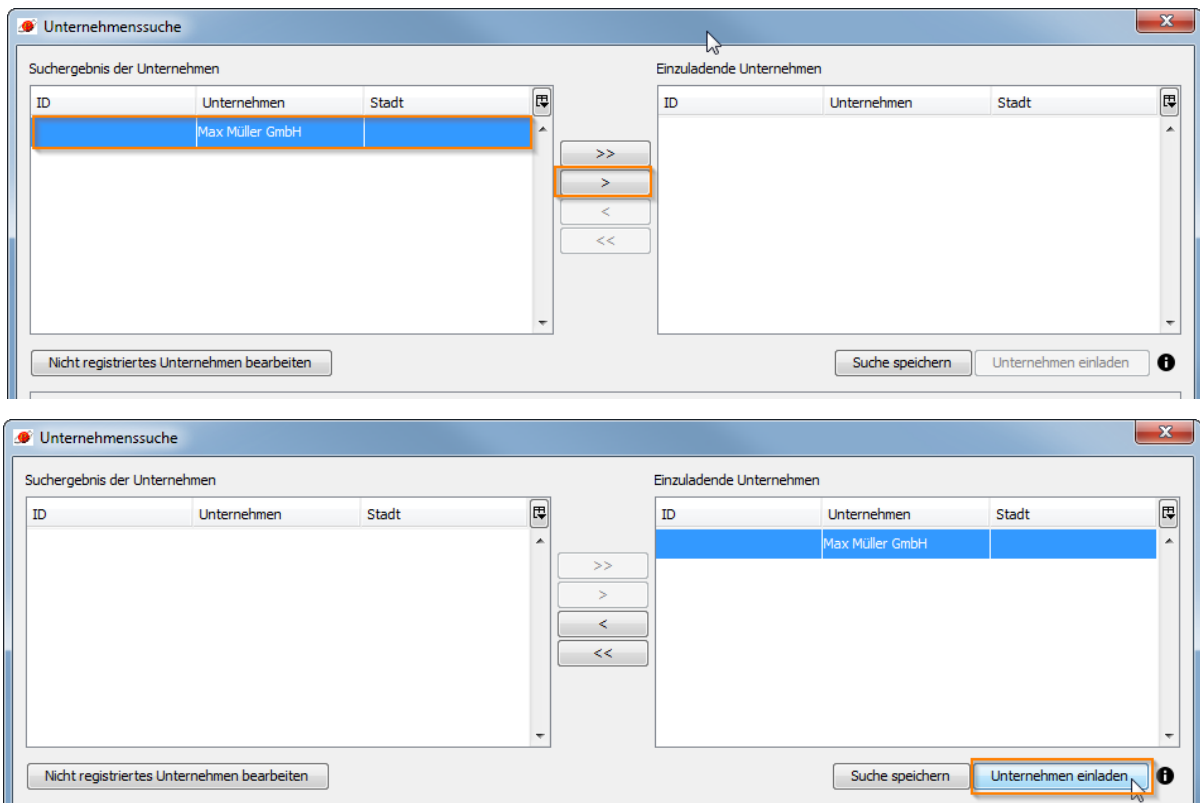 Unternehmenssuche
x
Suchergebnis der Unternehmen
Einzuladende Unternehmen
ID Unternehmen Stadt
ID Unternehmen Stadt
Max Müller GmbH
>>
>
<
<<
Nicht registriertes Unternehmen bearbeiten
Suche speichern
Unternehmen einladen
i
Unternehmenssuche
x
Suchergebnis der Unternehmen
Einzuladende Unternehmen
ID Unternehmen Stadt
ID Unternehmen Stadt
Max Müller GmbH
>>
>
<
<<
Nicht registriertes Unternehmen bearbeiten
Suche speichern
Unternehmen einladen
i